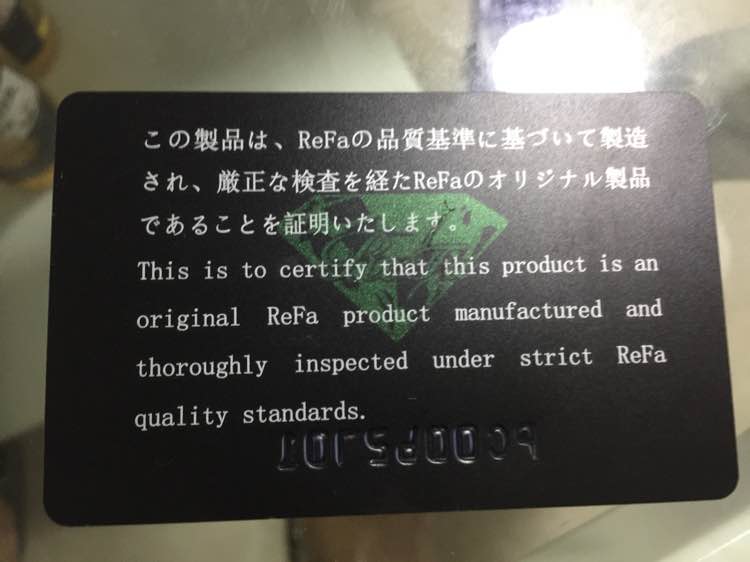 この製品は、ReFaの品質基準に基づいて製造
され、厳正な検査を経たReFaのオリジナル製品
であることを証明いたします。
This is to certify that this product is an
original ReFa product manufactured and
thoroughly inspected under strict ReFa
quality standards.